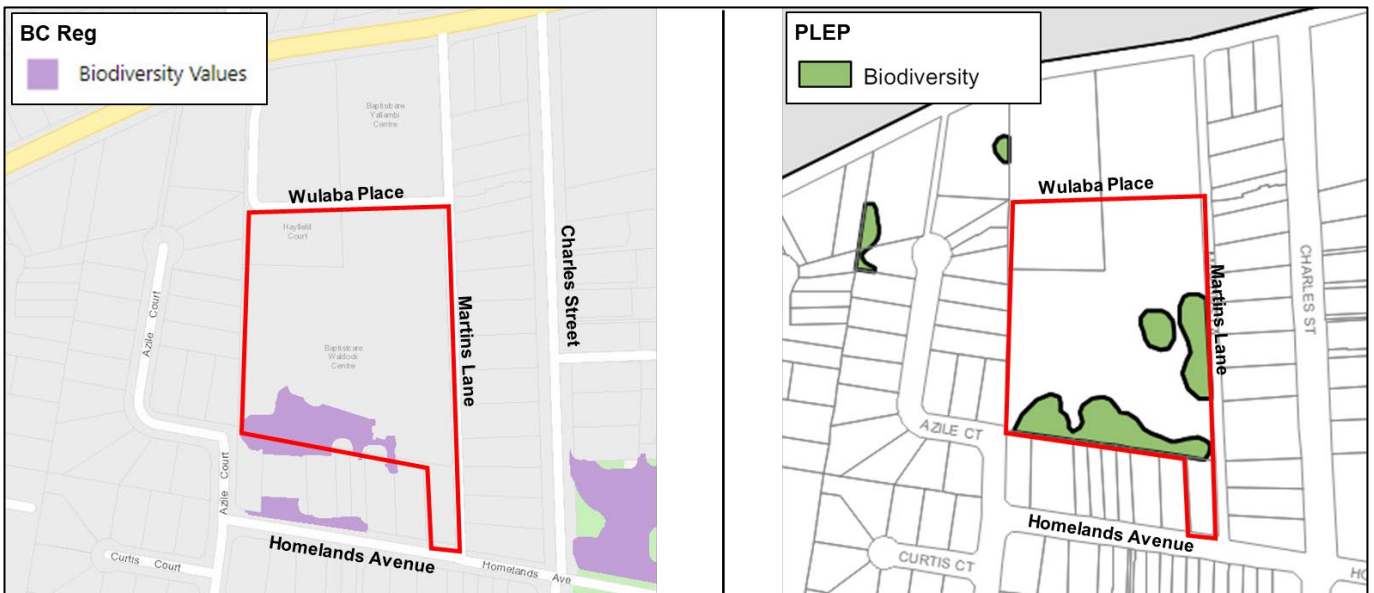 BC Reg
Biodiversity Values
Baptistcare
Yallambi
Centre
Wulaba Place
Hayfield
Court
Azile Court
Charles Street
Martins Lane
Baptistcare
Waldock
Centre
Azile Court
Homelands Avenue
Homelands Ave
Curtis Court
PLEP
Biodiversity
Wulaba Place
CHARLES ST
Martins Lane
AZILE CT
Homelands Avenue
CURTIS CT
HO